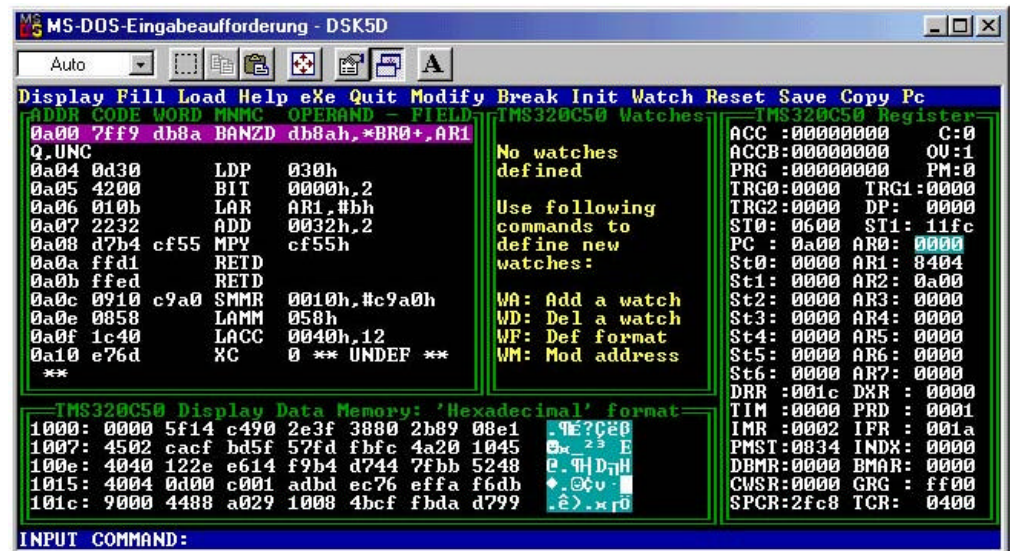 MS-DOS-Eingabeaufforderung - DSK5D
Auto
A
Display Fill Load Help eXe Quit Modify Break Init Watch Reset Save Copy Pc
ADDR CODE WORD MNMC OPERAND - FIELD
0a00 7ff9 db8a BANZD db8ah,*BR0+,AR1
Q,UNC
0a04 0d30 LDP 030h
0a05 4200 BIT 0000h,2
0a06 010b LAR AR1,#bh
0a07 2232 ADD 0032h,2
0a08 d7b4 cf55 MPY cf55h
0a0a ffd1 RETD
0a0b ffed RETD
0a0c 0910 c9a0 SMMR 0010h,#c9a0h
0a0e 0858 LAMM 058h
0a0f 1c40 LACC 0040h,12
0a10 e76d XC 0 ** UNDEF **
**
TMS320C50 Watches
No watches
defined
Use following
commands to
define new
watches:
WA: Add a watch
WD: Del a watch
WF: Def format
WM: Mod address
TMS320C50 Register
ACC :00000000 C:0
ACCB:00000000 OV:1
PRG :00000000 PM:0
TRG0:0000 TRG1:0000
TRG2:0000 DP: 0000
ST0: 0600 ST1: 11fc
PC : 0a00 AR0: 0000
St0: 0000 AR1: 8404
St1: 0000 AR2: 0a00
St2: 0000 AR3: 0000
St3: 0000 AR4: 0000
St4: 0000 AR5: 0000
St5: 0000 AR6: 0000
St6: 0000 AR7: 0000
DRR :001c DXR : 0000
TIM :0000 PRD : 0001
IMR :0002 IFR : 001a
PMST:0834 INDX: 0000
DBMR:0000 BMAR: 0000
CWSR:0000 GRG : ff00
SPCR:2fc8 TCR: 0400
TMS320C50 Display Data Memory: 'Hexadecimal' format
1000: 0000 5f14 c490 2e3f 3880 2b89 08e1
1007: 4502 cacf bd5f 57fd fbfc 4a20 1045
100e: 4040 122e e614 f9b4 d744 7fbb 5248
1015: 4004 0d00 c001 adbd ec76 effa f6db
101c: 9000 4488 a029 1008 4bcf fbda d799
INPUT COMMAND: